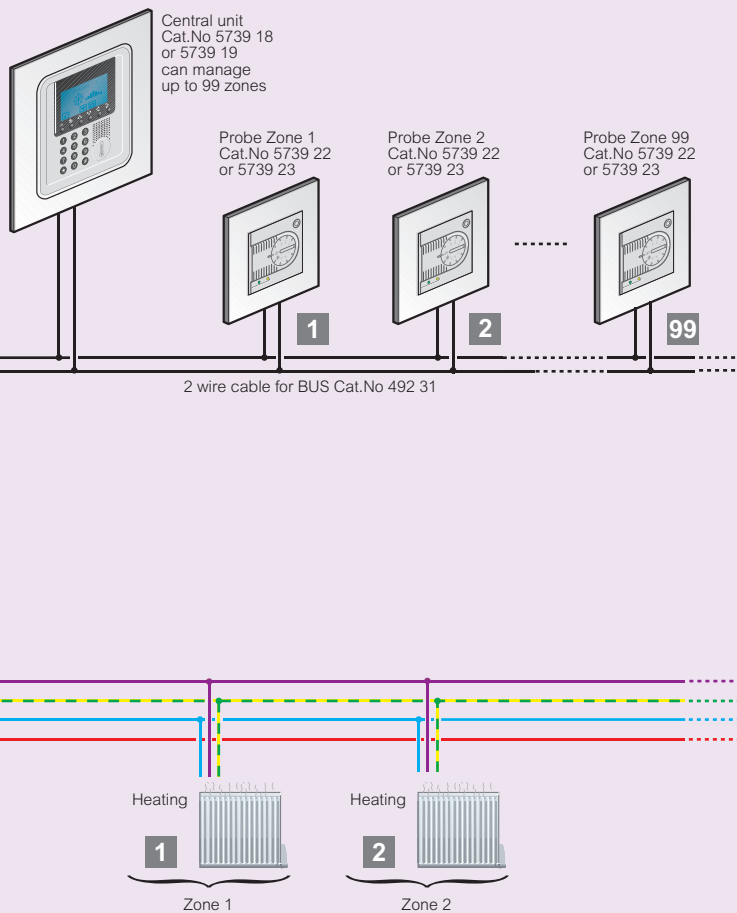 Central unit
Cat.No 5739 18
or 5739 19
can manage
up to 99 zones
Probe Zone 1
Cat.No 5739 22
or 5739 23
Probe Zone 2
Cat.No 5739 22
or 5739 23
Probe Zone 99
Cat.No 5739 22
or 5739 23
1
2
99
2 wire cable for BUS Cat.No 492 31
Heating
Heating
1
2
Zone 1
Zone 2